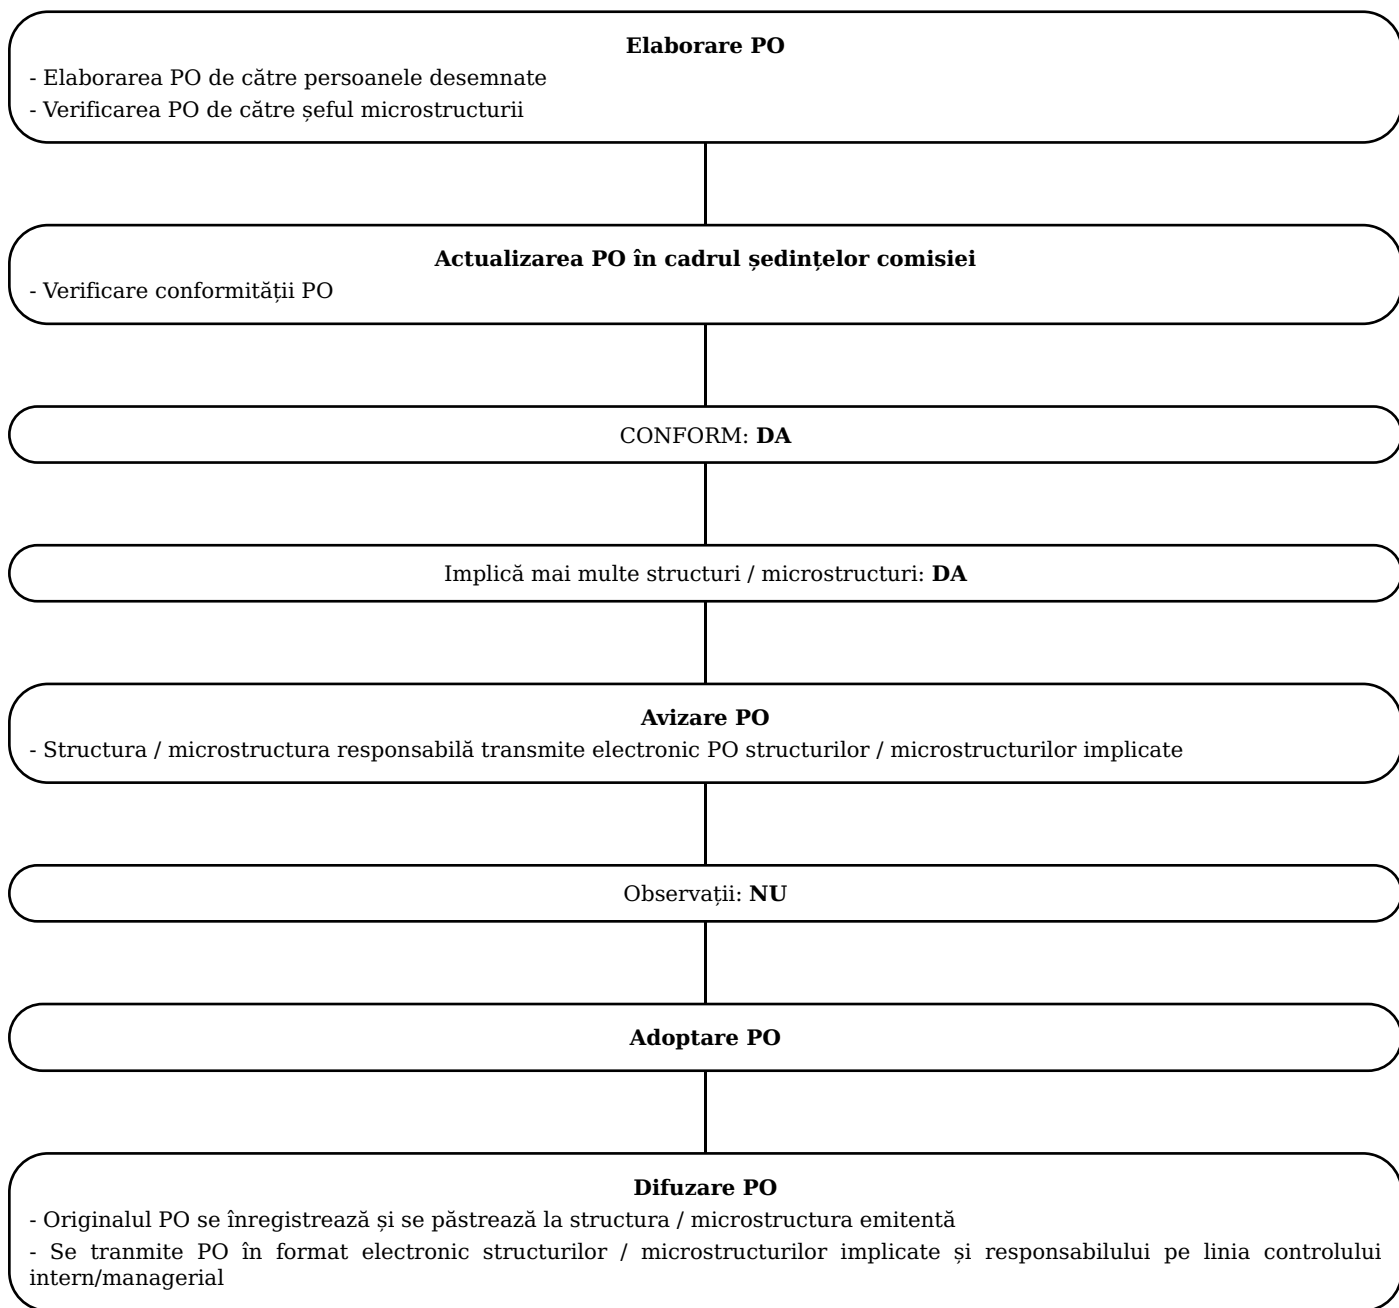 Elaborare PO
- Elaborarea PO de către persoanele desemnate
- Verificarea PO de către șeful microstructurii
Actualizarea PO în cadrul ședințelor comisiei
- Verificare conformității PO
CONFORM: DA
Implică mai multe structuri / microstructuri: DA
Avizare PO
- Structura / microstructura responsabilă transmite electronic PO structurilor / microstructurilor implicate
Observații: NU
Adoptare PO
Difuzare PO
- Originalul PO se înregistrează și se păstrează la structura / microstructura emitentă
- Se tranmite PO în format electronic structurilor / microstructurilor implicate și responsabilului pe linia controlului
intern/managerial